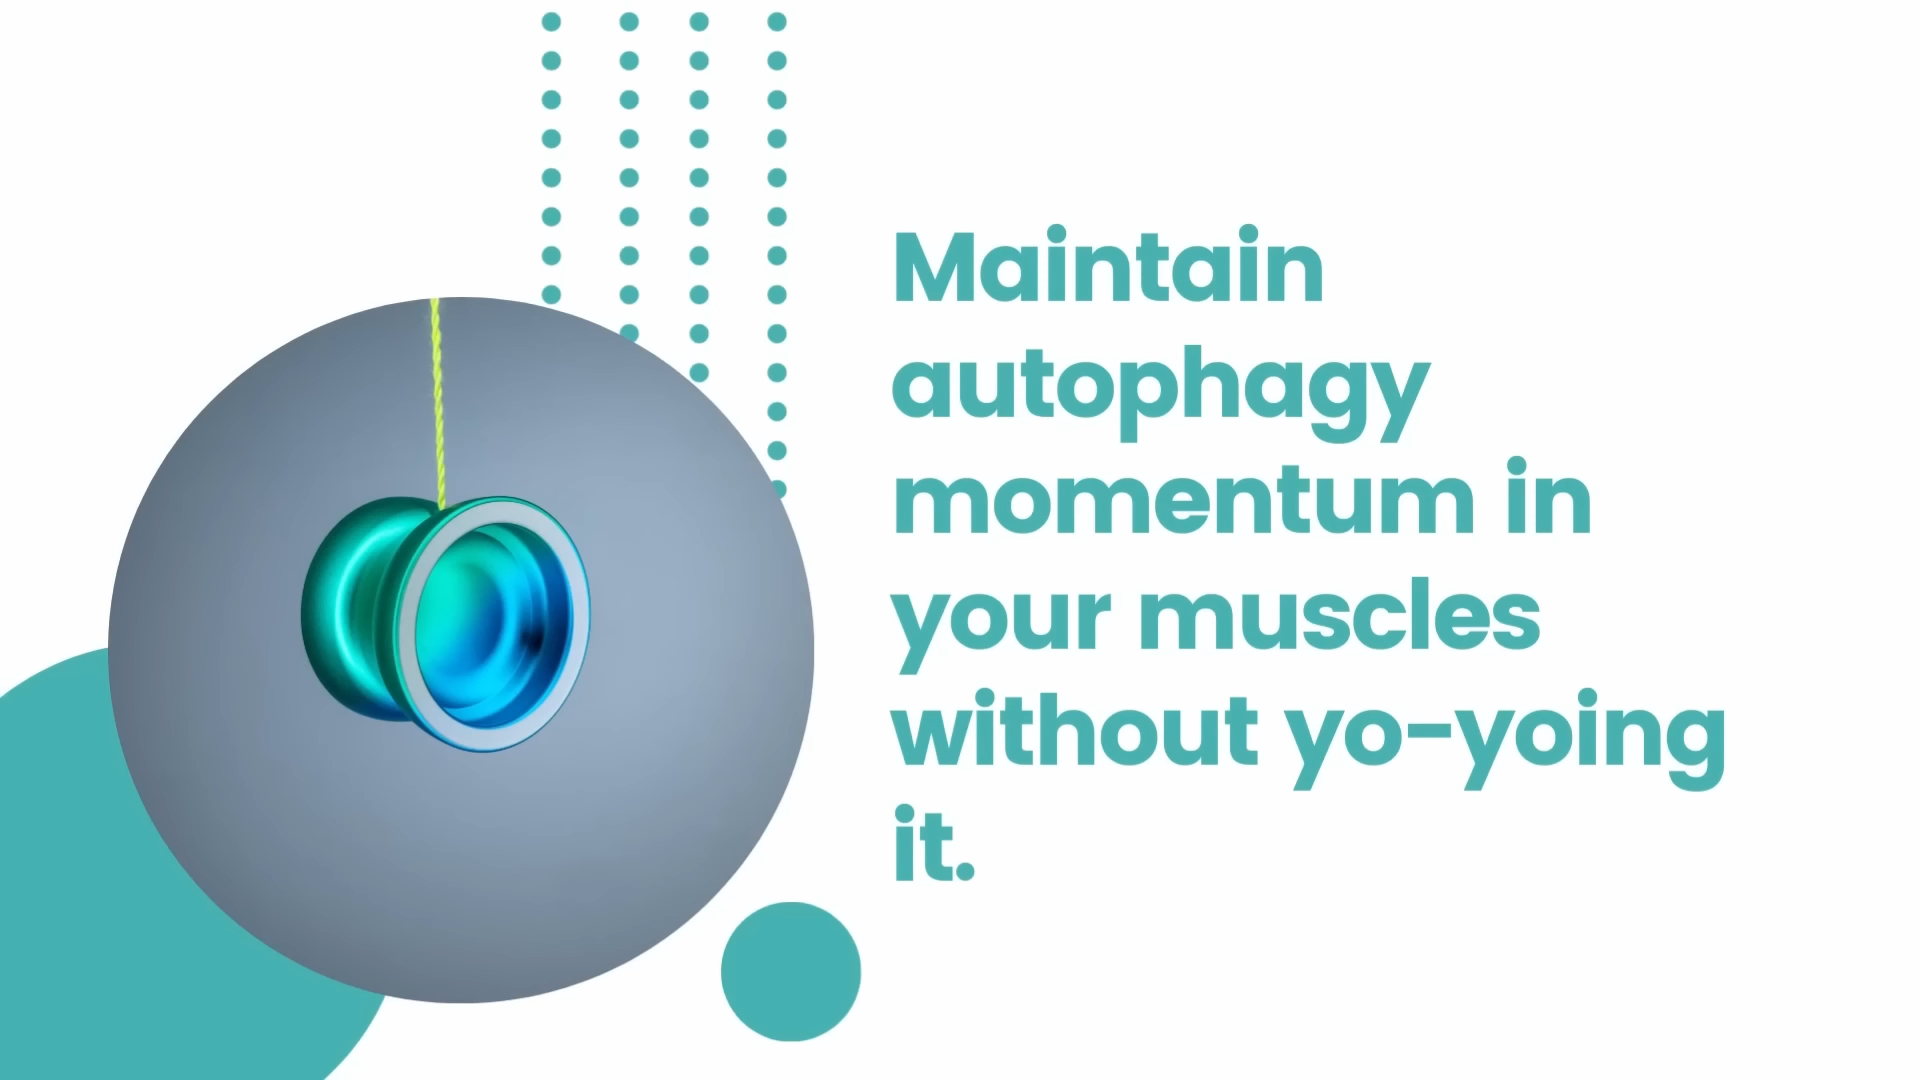 Maintain
autophagy
momentum in
your muscles
without yo-yoing
it.